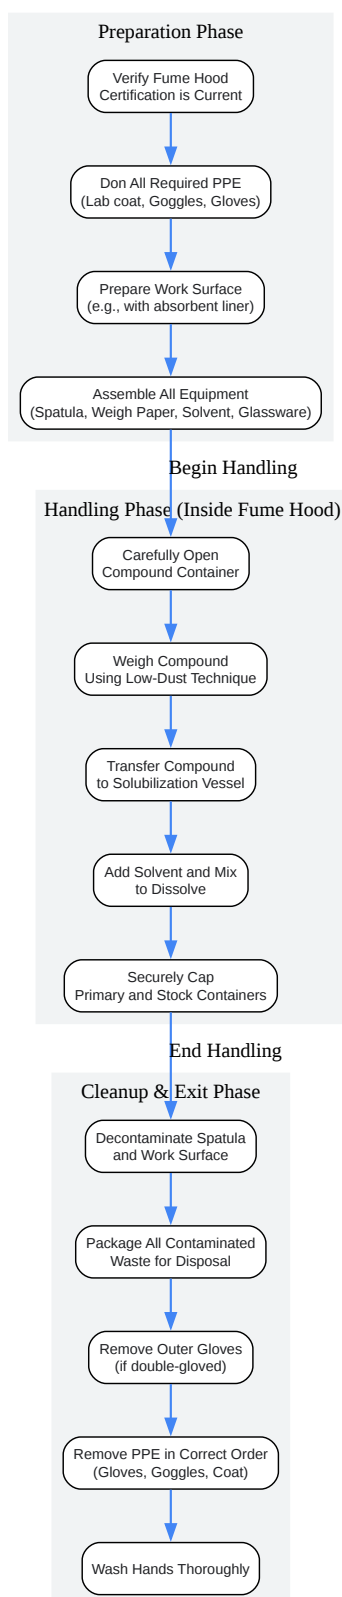 Preparation Phase
Verify Fume Hood
Certification is Current
Don All Required PPE
(Lab coat, Goggles, Gloves)
Prepare Work Surface
(e.g., with absorbent liner)
Assemble All Equipment
(Spatula, Weigh Paper, Solvent, Glassware)
Begin Handling
Handling Phase (Inside Fume Hood)
Carefully Open
Compound Container
Weigh Compound
Using Low-Dust Technique
Transfer Compound
to Solubilization Vessel
Add Solvent and Mix
to Dissolve
Securely Cap
Primary and Stock Containers
End Handling
Cleanup & Exit Phase
Decontaminate Spatula
and Work Surface
Package All Contaminated
Waste for Disposal
Remove Outer Gloves
(if double-gloved)
Remove PPE in Correct Order
(Gloves, Goggles, Coat)
Wash Hands Thoroughly